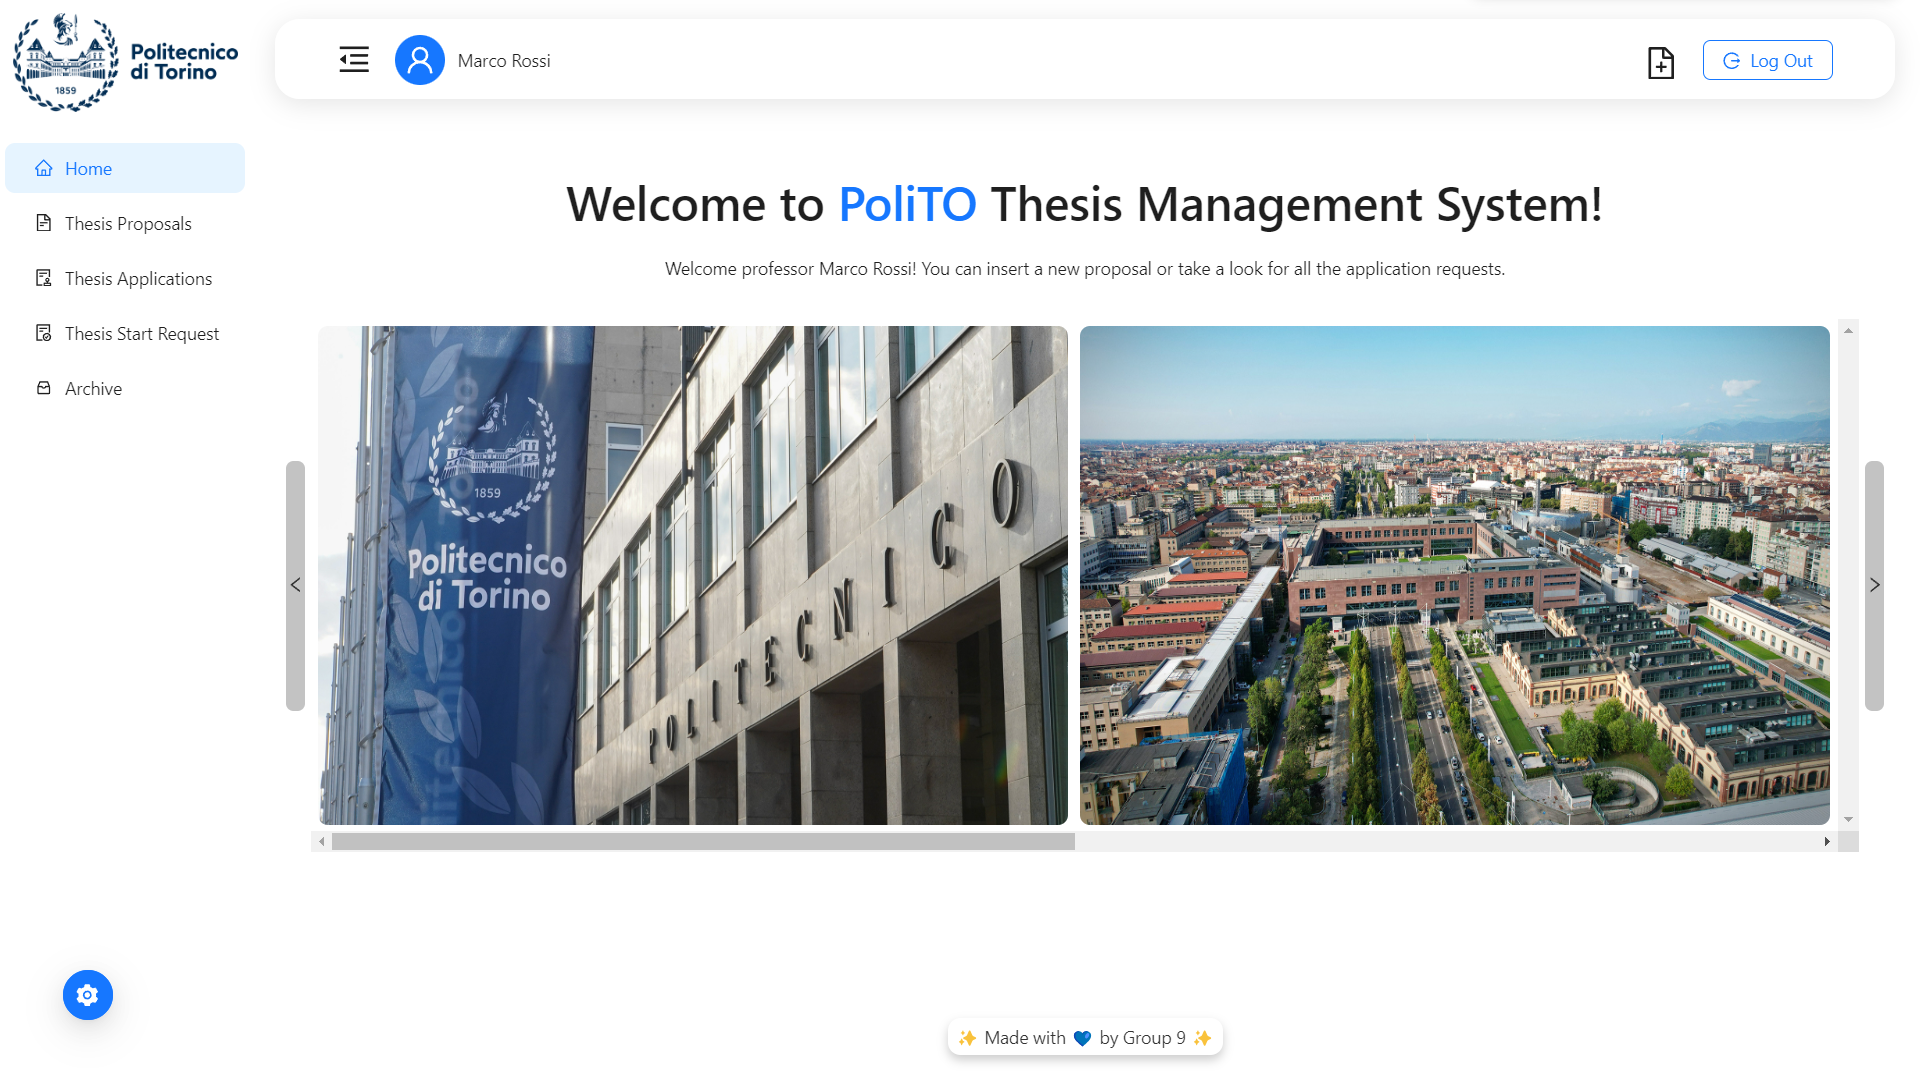 Politecnico
di Torino
1859
Marco Rossi
Log Out
Home
Thesis Proposals
Thesis Applications
Thesis Start Request
Archive
Welcome to PoliTO Thesis Management System!
Welcome professor Marco Rossi! You can insert a new proposal or take a look for all the application requests.
1859
Politecnico
di Torino
POLITECNICO
✨ Made with 💙 by Group 9 ✨